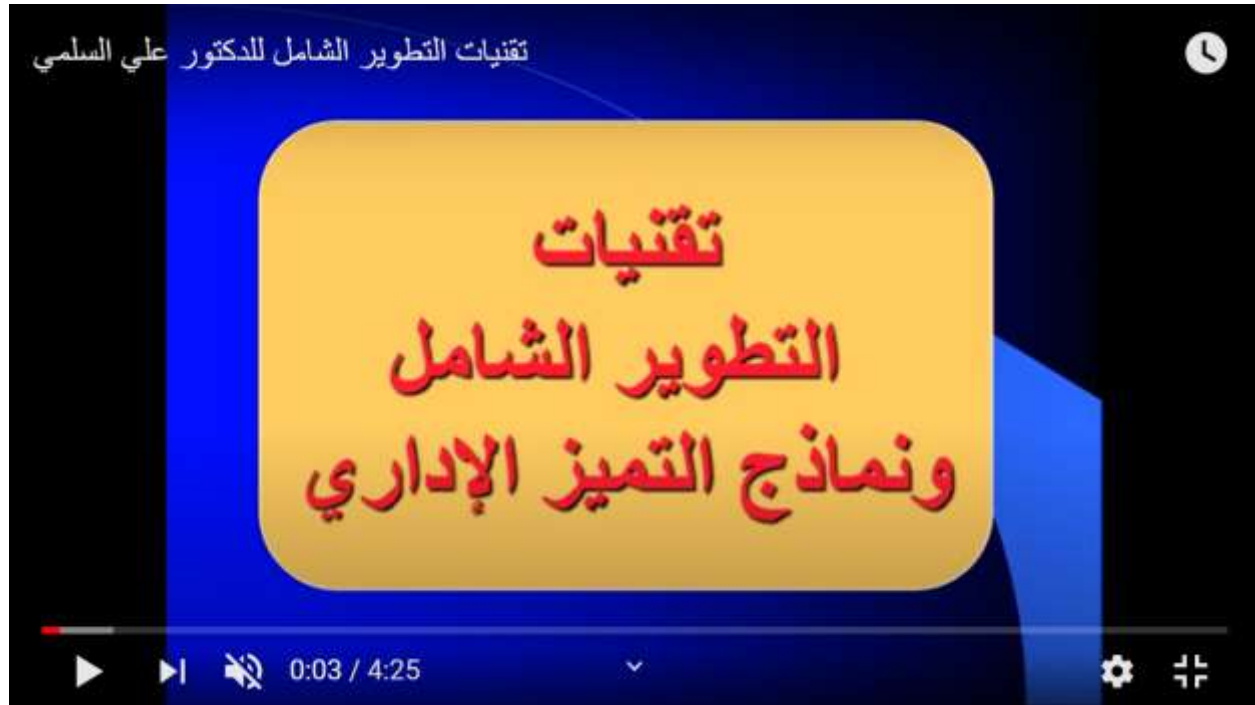 تقنيات التطوير الشامل للدكتور علي السلمي
تقنيات
التطوير الشامل
ونماذج التميز الإداري
0:03 / 4:25